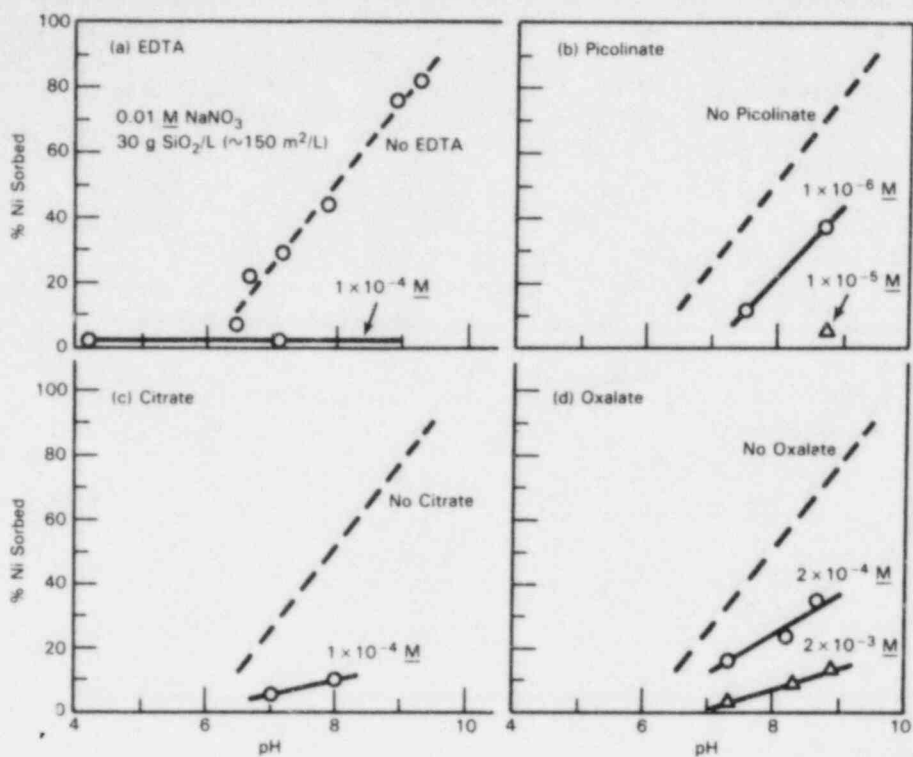 (a) EDTA
0.01 M NaNO₃
30 g SiO₂/L (~150 m²/L)
No EDTA
1 × 10⁻⁴ M
% Ni Sorbed
80
60
40
20
0
(b) Picolinate
No Picolinate
1 × 10⁻⁶ M
1 × 10⁻⁵ M
(c) Citrate
No Citrate
1 × 10⁻⁴ M
% Ni Sorbed
100
80
60
40
20
0
4
6
8
10
pH
(d) Oxalate
No Oxalate
2 × 10⁻⁴ M
2 × 10⁻³ M
4
6
8
10
pH